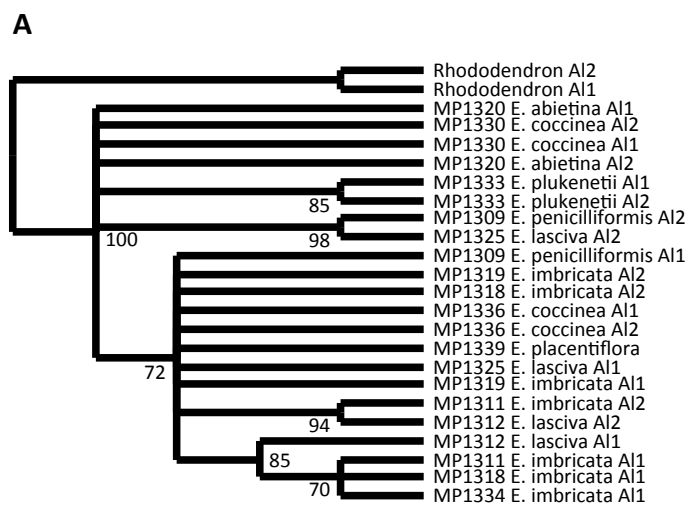 A
Rhododendron Al2
Rhododendron Al1
MP1320 E. abietina Al1
MP1330 E. coccinea Al2
MP1330 E. coccinea Al1
MP1320 E. abietina Al2
MP1333 E. plukenetii Al1
85 MP1333 E. plukenetii Al2
MP1309 E. penicilliformis Al2
100 98 MP1325 E. lasciva Al2
MP1309 E. penicilliformis Al1
MP1319 E. imbricata Al2
MP1318 E. imbricata Al2
MP1336 E. coccinea Al1
MP1336 E. coccinea Al2
MP1339 E. placentiflora
72 MP1325 E. lasciva Al1
MP1319 E. imbricata Al1
MP1311 E. imbricata Al2
94 MP1312 E. lasciva Al2
MP1312 E. lasciva Al1
85 MP1311 E. imbricata Al1
MP1318 E. imbricata Al1
70 MP1334 E. imbricata Al1